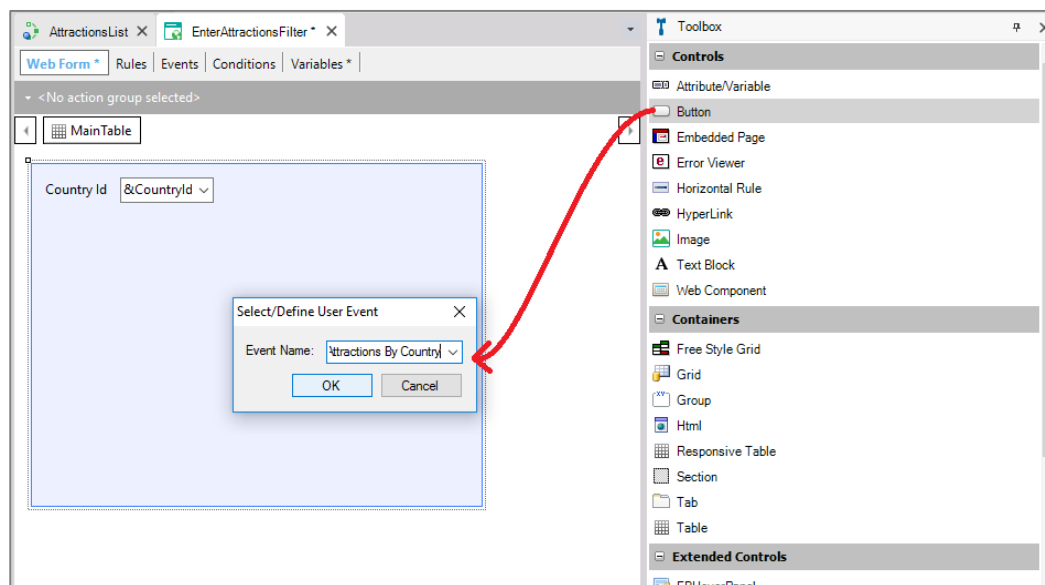 AttractionsList
EnterAttractionsFilter *
Toolbox
Web Form *
Rules
Events
Conditions
Variables *
<No action group selected>
MainTable
Country Id
&CountryId
Select/Define User Event
Event Name:
Attractions By Country
OK
Cancel
Controls
Attribute/Variable
Button
Embedded Page
Error Viewer
Horizontal Rule
HyperLink
Image
A Text Block
Web Component
Containers
Free Style Grid
Grid
Group
Html
Responsive Table
Section
Tab
Table
Extended Controls